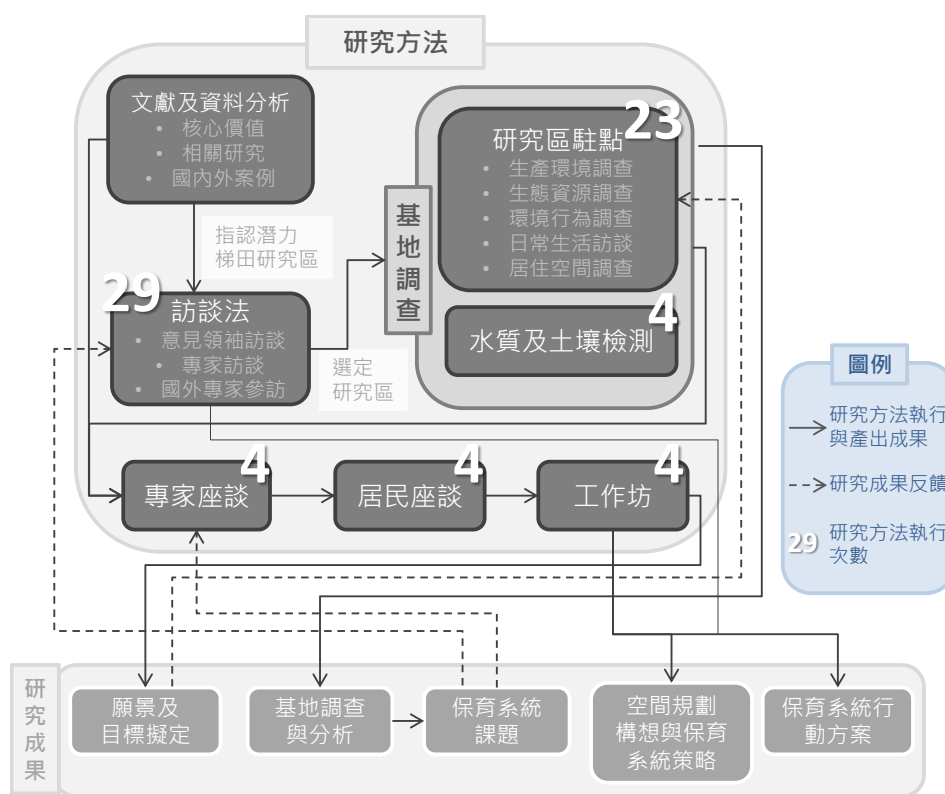 研究方法
文獻及資料分析
• 核心價值
• 相關研究
• 國內外案例
指認潛力
梯田研究區
29
訪談法
• 意見領袖訪談
• 專家訪談
• 國外專家參訪
選定
研究區
基地調查
23
研究區駐點
• 生產環境調查
• 生態資源調查
• 環境行為調查
• 日常生活訪談
• 居住空間調查
4
水質及土壤檢測
4
專家座談
4
居民座談
4
工作坊
圖例
研究方法執行
與產出成果
研究成果反饋
29
研究方法執行
次數
研究成果
願景及
目標擬定
基地調查
與分析
保育系統
課題
空間規劃
構想與保育
系統策略
保育系統行
動方案